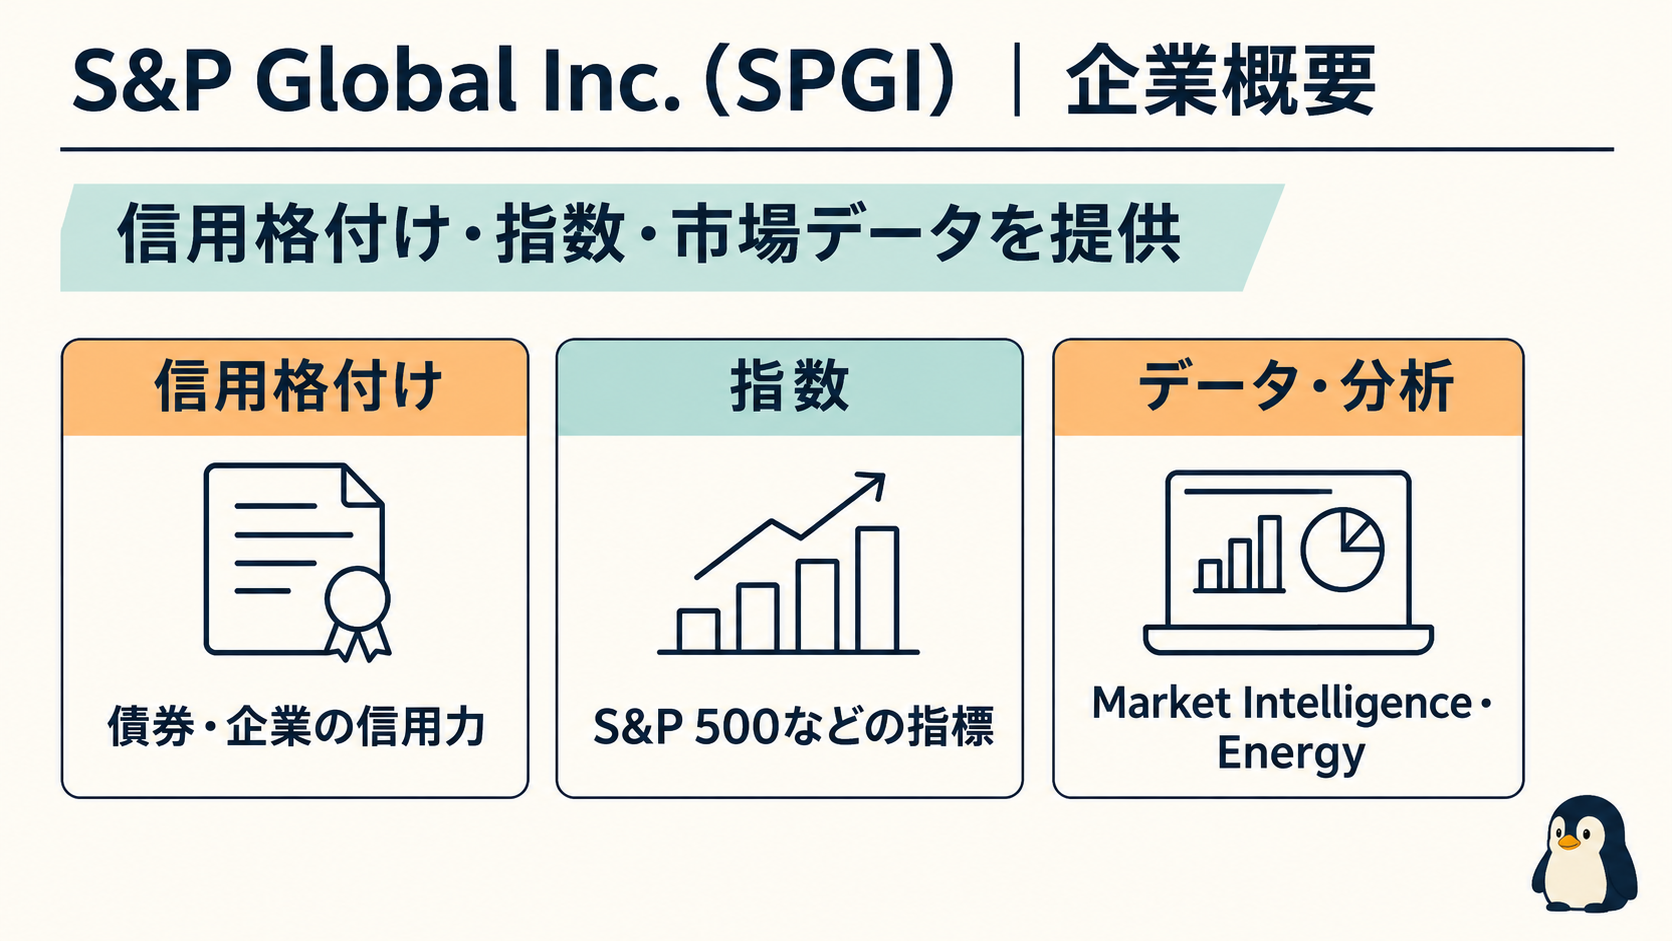 S&P Global Inc.（SPGI）｜企業概要
信用格付け・指数・市場データを提供
信用格付け
債券・企業の信用力
指数
S&P 500などの指標
データ・分析
Market Intelligence・
Energy